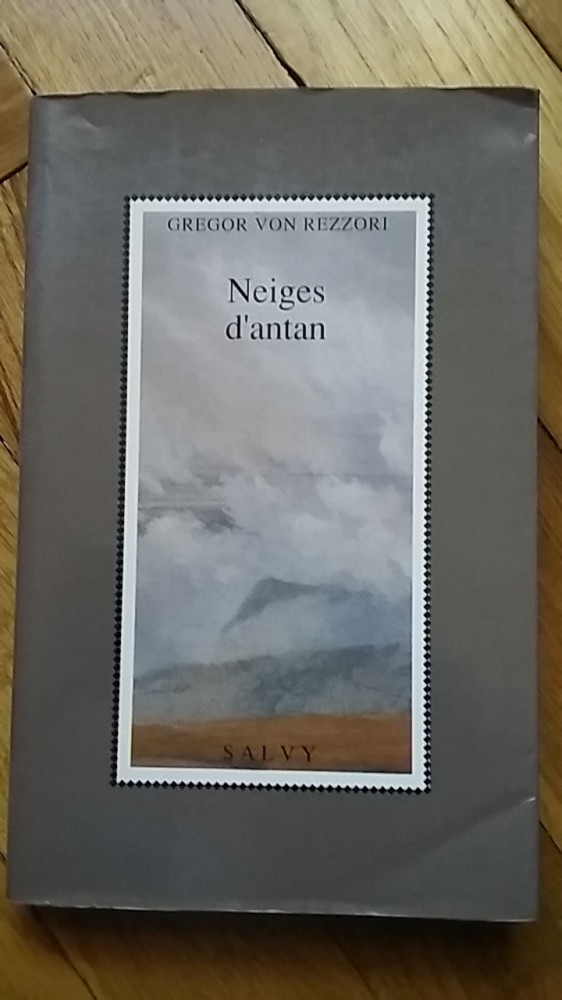 GREGOR VON REZZORI
Neiges
d'antan
SALVY